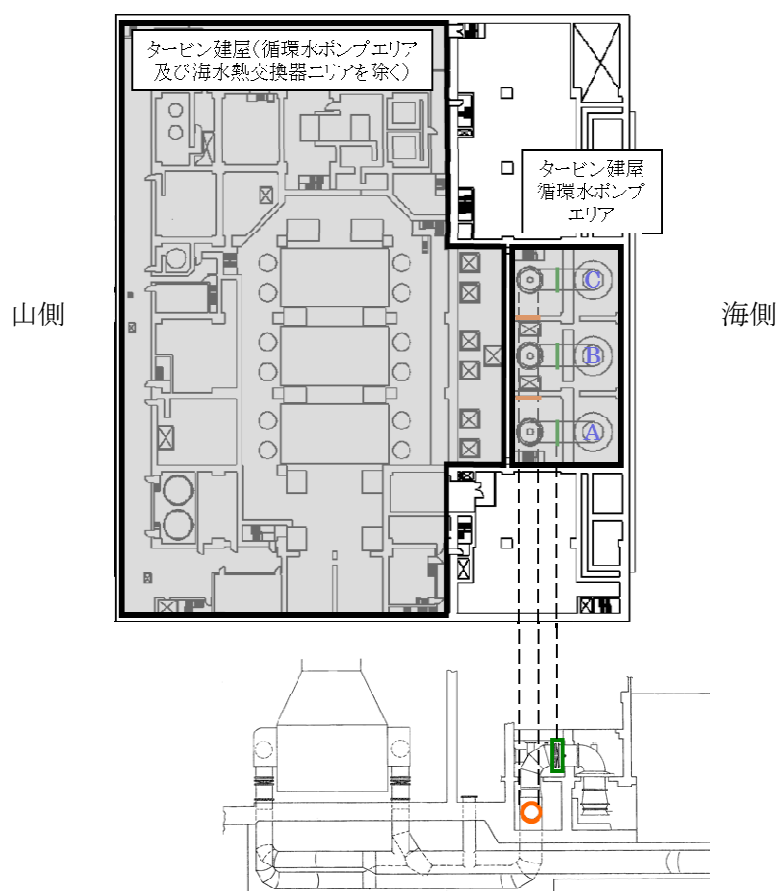 タービン建屋（循環水ポンプエリア
及び海水熱交換器エリアを除く）
タービン建屋
循環水ポンプ
エリア
山側
海側
C
B
A